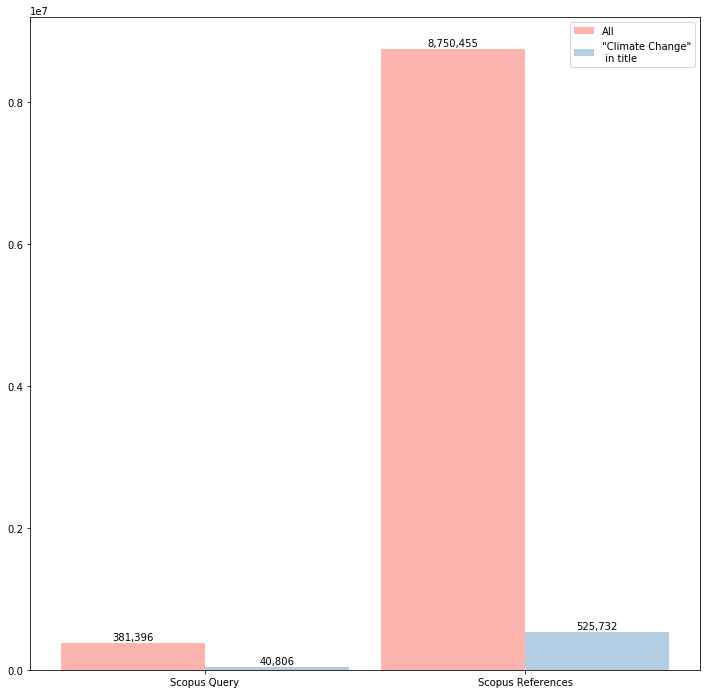 1e7
All
"Climate Change"
in title
8,750,455
0.8
0.6
0.4
0.2
525,732
381,396
40,806
0.0
Scopus Query
Scopus References